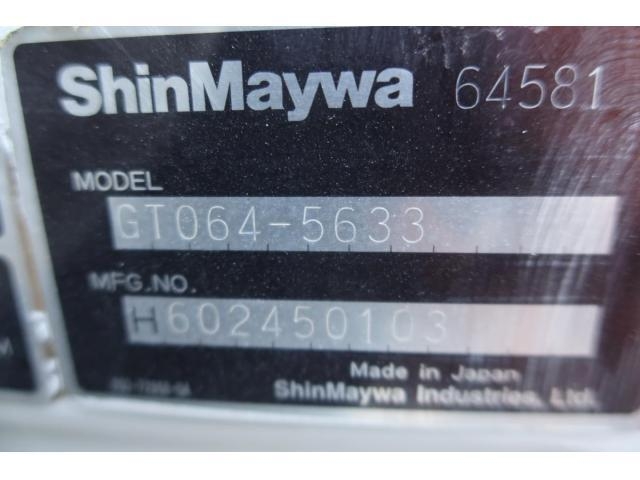 ShinMaywa 64581
MODEL
GT064-5633
MFG.NO.
H602450103
Made in Japan
ShinMaywa Industries, Ltd.